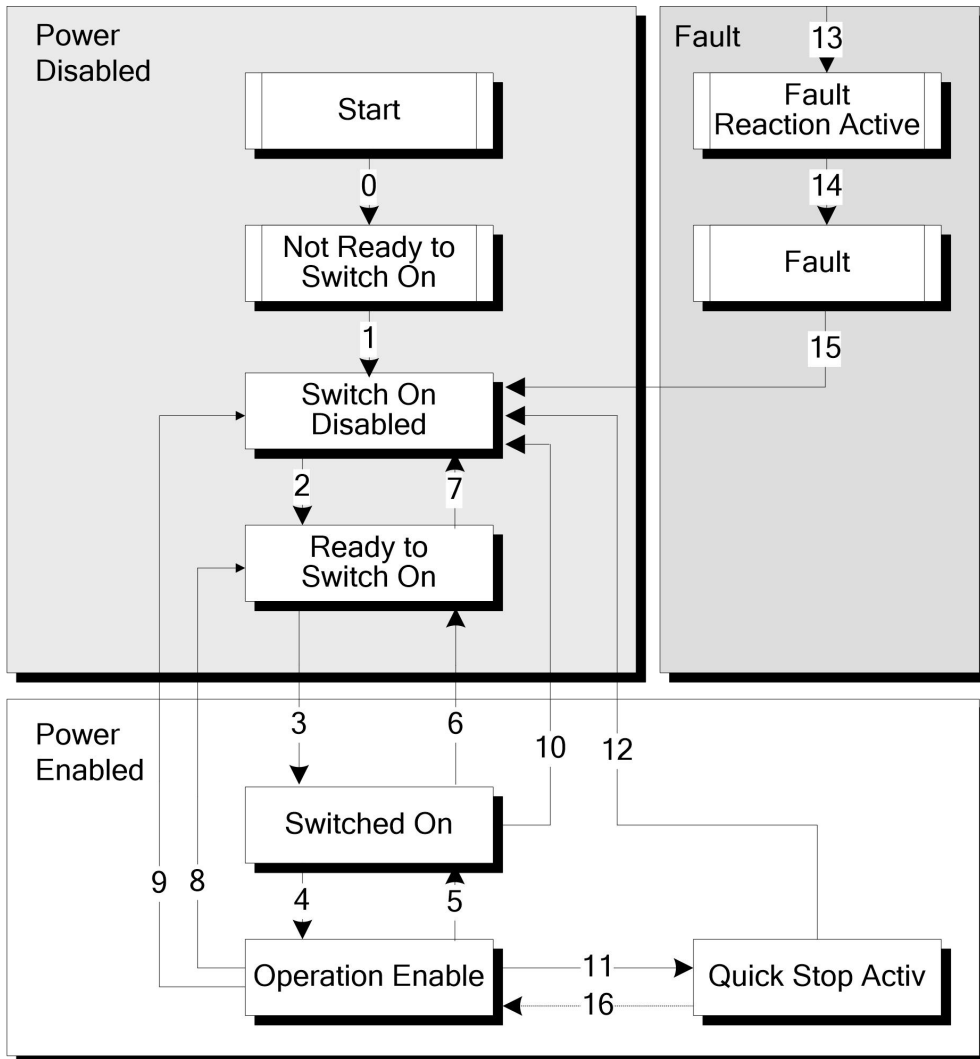 Power
Disabled
Start
0
Not Ready to
Switch On
1
Switch On
Disabled
2
7
Ready to
Switch On
Fault
13
Fault
Reaction Active
14
Fault
15
Power
Enabled
3
6
10
12
Switched On
9
8
4
5
Operation Enable
11
16
Quick Stop Activ